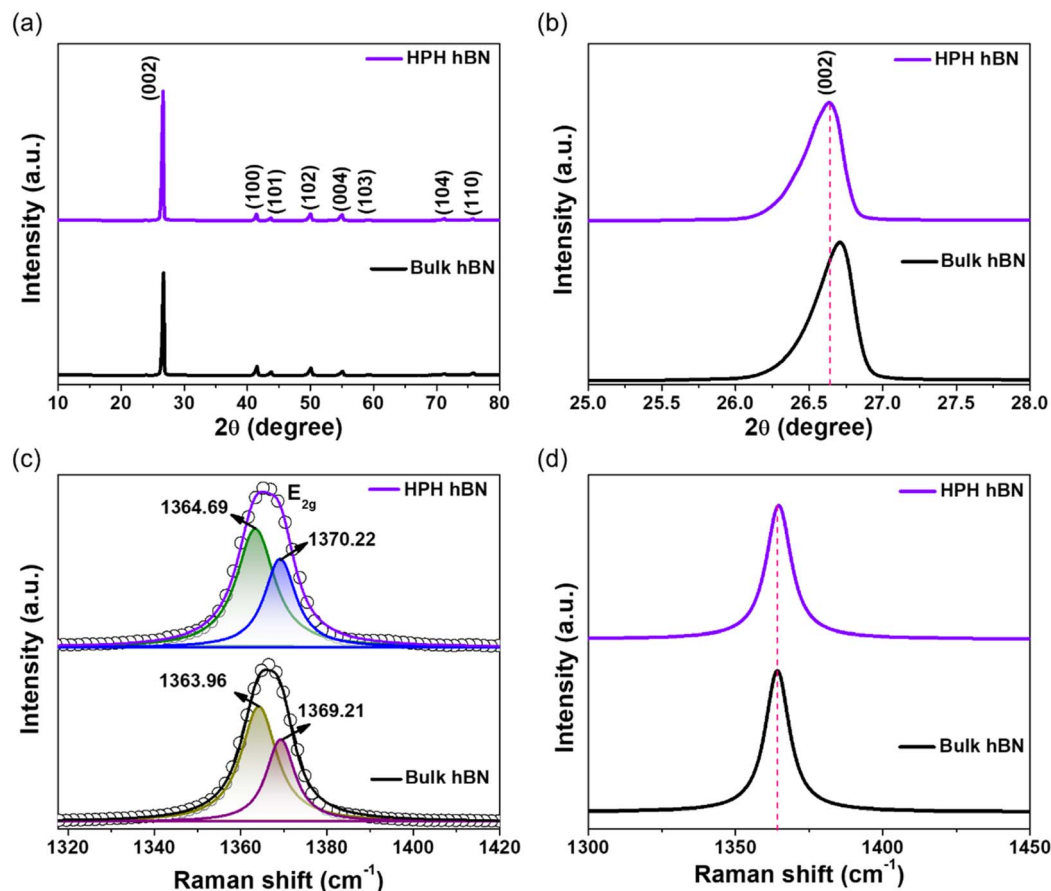 (a)
HPH hBN
(002)
(100)
(101)
(102)
(004)
(103)
(104)
(110)
Bulk hBN
Intensity (a.u.)
10 20 30 40 50 60 70 80
2θ (degree)
(b)
HPH hBN
(002)
Bulk hBN
Intensity (a.u.)
25.0 25.5 26.0 26.5 27.0 27.5 28.0
2θ (degree)
(c)
HPH hBN
E2g
1364.69
1370.22
1363.96
1369.21
Bulk hBN
Intensity (a.u.)
1320 1340 1360 1380 1400 1420
Raman shift (cm-1)
(d)
HPH hBN
Bulk hBN
Intensity (a.u.)
1300 1350 1400 1450
Raman shift (cm-1)